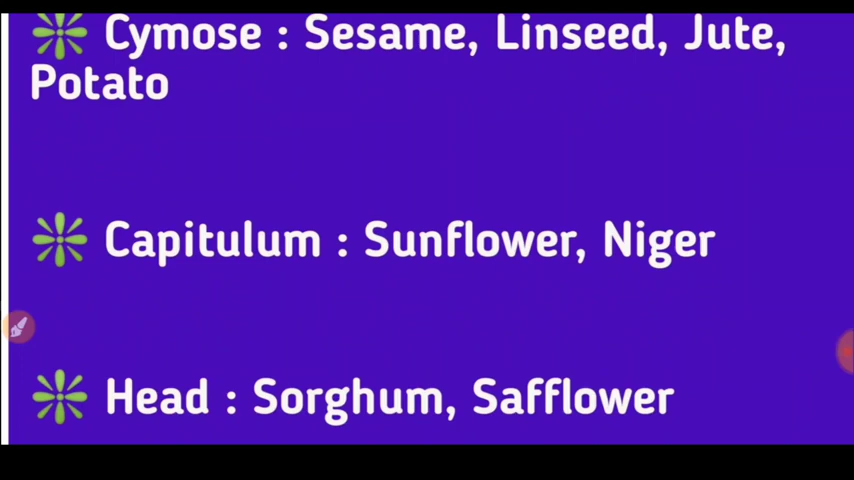 Cymose : Sesame, Linseed, Jute,
Potato
Capitulum : Sunflower, Niger
Head : Sorghum, Safflower